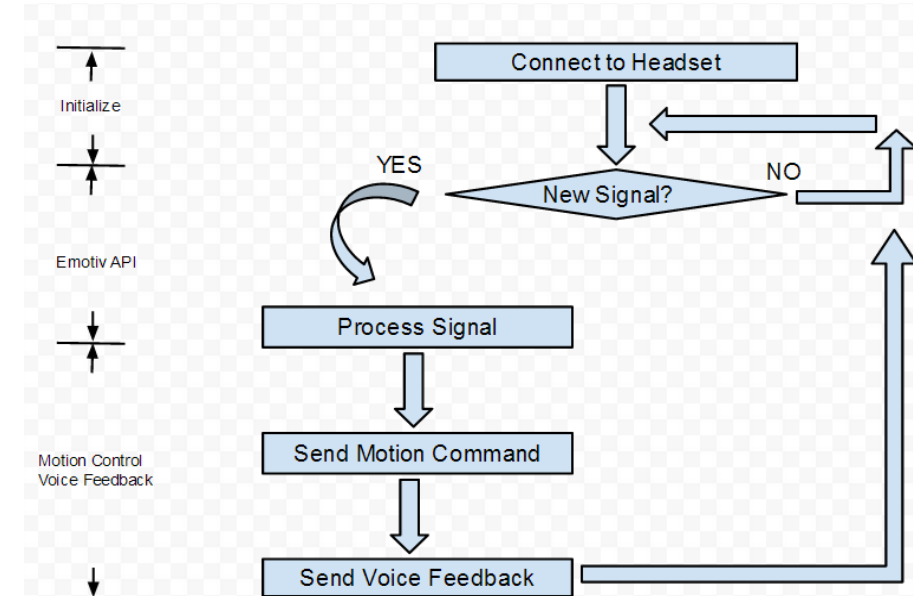 Connect to Headset
Initialize
YES
NO
New Signal?
Emotiv API
Process Signal
Send Motion Command
Motion Control
Voice Feedback
Send Voice Feedback